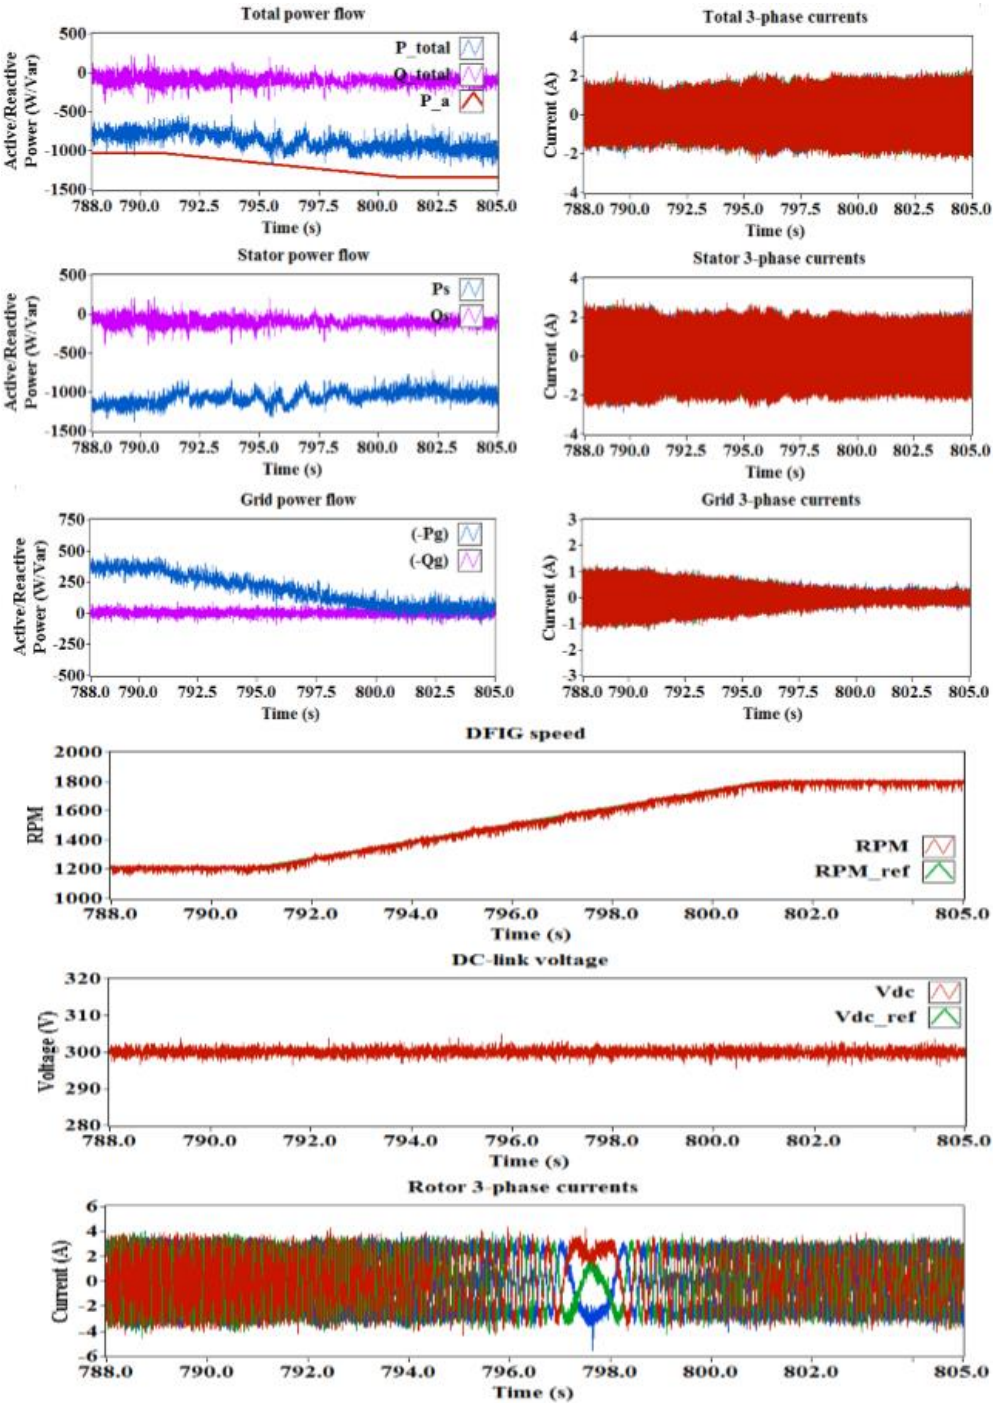 Total power flow
500
0
-500
-1000
-1500
Active/Reactive
Power (W/Var)
P_total
Q_total
P_a
788.0 790.0 792.5 795.0 797.5 800.0 802.5 805.0
Time (s)
Total 3-phase currents
4
2
0
-2
-4
Current (A)
788.0 790.0 792.5 795.0 797.5 800.0 802.5 805.0
Time (s)
Stator power flow
500
0
-500
-1000
-1500
Active/Reactive
Power (W/Var)
Ps
Qs
788.0 790.0 792.5 795.0 797.5 800.0 802.5 805.0
Time (s)
Stator 3-phase currents
4
2
0
-2
-4
Current (A)
788.0 790.0 792.5 795.0 797.5 800.0 802.5 805.0
Time (s)
Grid power flow
750
500
250
0
-250
-500
Active/Reactive
Power (W/Var)
(-Pg)
(-Qg)
788.0 790.0 792.5 795.0 797.5 800.0 802.5 805.0
Time (s)
Grid 3-phase currents
3
2
1
0
-1
-2
-3
Current (A)
788.0 790.0 792.5 795.0 797.5 800.0 802.5 805.0
Time (s)
DFIG speed
2000
1800
1600
1400
1200
1000
RPM
RPM
RPM_ref
788.0 790.0 792.0 794.0 796.0 798.0 800.0 802.0 805.0
Time (s)
DC-link voltage
320
310
300
290
280
Voltage (V)
Vdc
Vdc_ref
788.0 790.0 792.0 794.0 796.0 798.0 800.0 802.0 805.0
Time (s)
Rotor 3-phase currents
6
4
2
0
-2
-4
-6
Current (A)
788.0 790.0 792.0 794.0 796.0 798.0 800.0 802.0 805.0
Time (s)